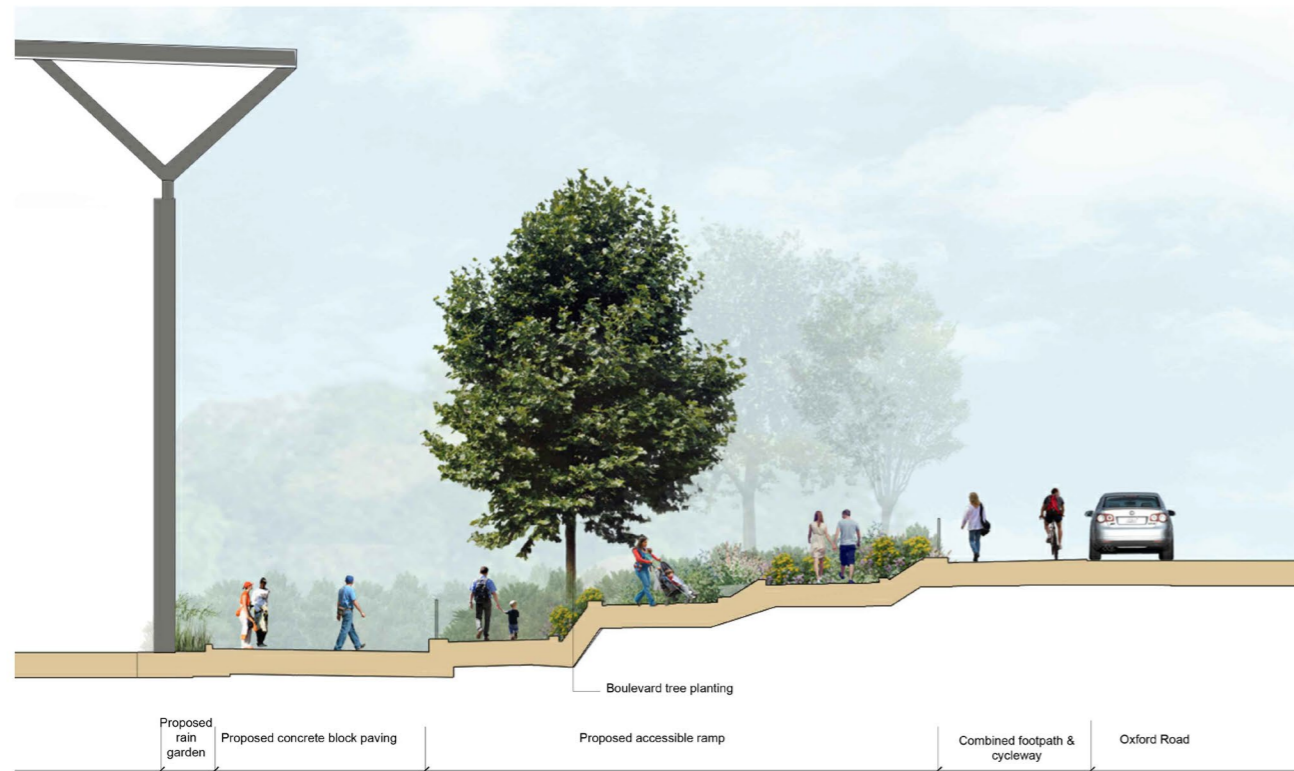 Boulevard tree planting
Proposed
rain
garden
Proposed concrete block paving
Proposed accessible ramp
Combined footpath &
cycleway
Oxford Road